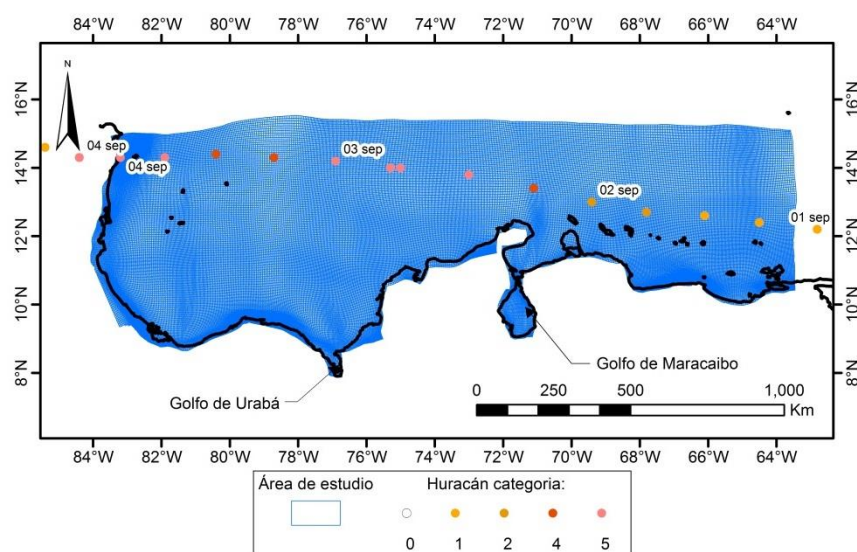 84°W 82°W 80°W 78°W 76°W 74°W 72°W 70°W 68°W 66°W 64°W
N
16°N 16°N
14°N 14°N
12°N 12°N
10°N 10°N
8°N 8°N
04 sep
04 sep
03 sep
02 sep
01 sep
Golfo de Maracaibo
Golfo de Urabá
0 250 500 1,000
Km
84°W 82°W 80°W 78°W 76°W 74°W 72°W 70°W 68°W 66°W 64°W
Área de estudio Huracán categoria:
0 1 2 4 5